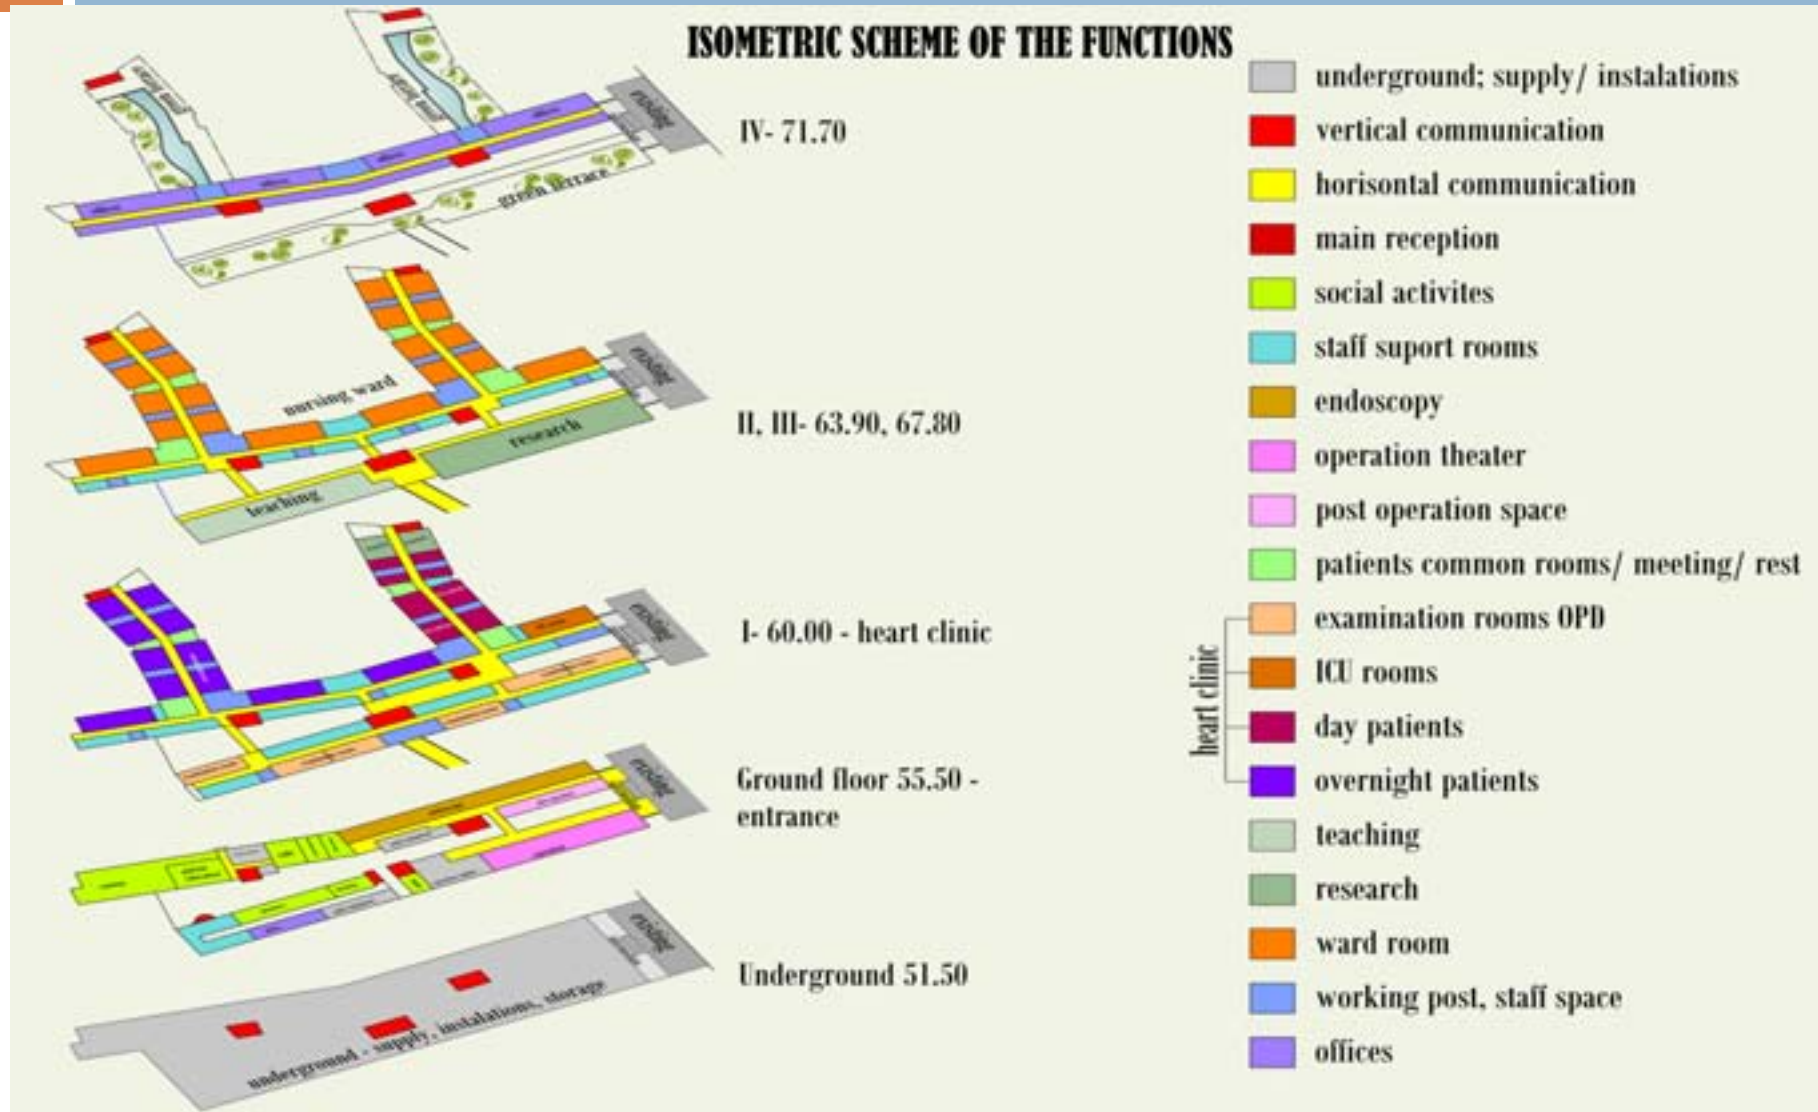 ISOMETRIC SCHEME OF THE FUNCTIONS
existing
IV- 71.70
green terrace
existing
nursing ward
II, III- 63.90, 67.80
research
teaching
existing
I- 60.00 - heart clinic
existing
Ground floor 55.50 -
entrance
existing
Underground 51.50
underground - supply, instalations, storage
underground; supply/ instalations
vertical communication
horisontal communication
main reception
social activites
staff suport rooms
endoscopy
operation theater
post operation space
patients common rooms/ meeting/ rest
heart clinic
examination rooms OPD
ICU rooms
day patients
overnight patients
teaching
research
ward room
working post, staff space
offices